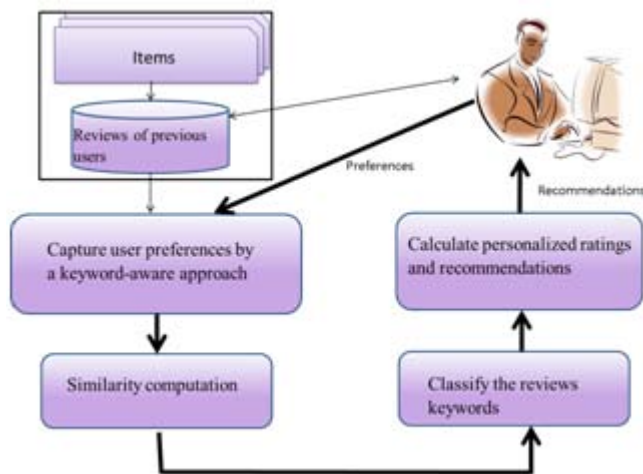 Items
Reviews of previous
users
Preferences
Recommendations
Capture user preferences by
a keyword-aware approach
Calculate personalized ratings
and recommendations
Similarity computation
Classify the reviews
keywords